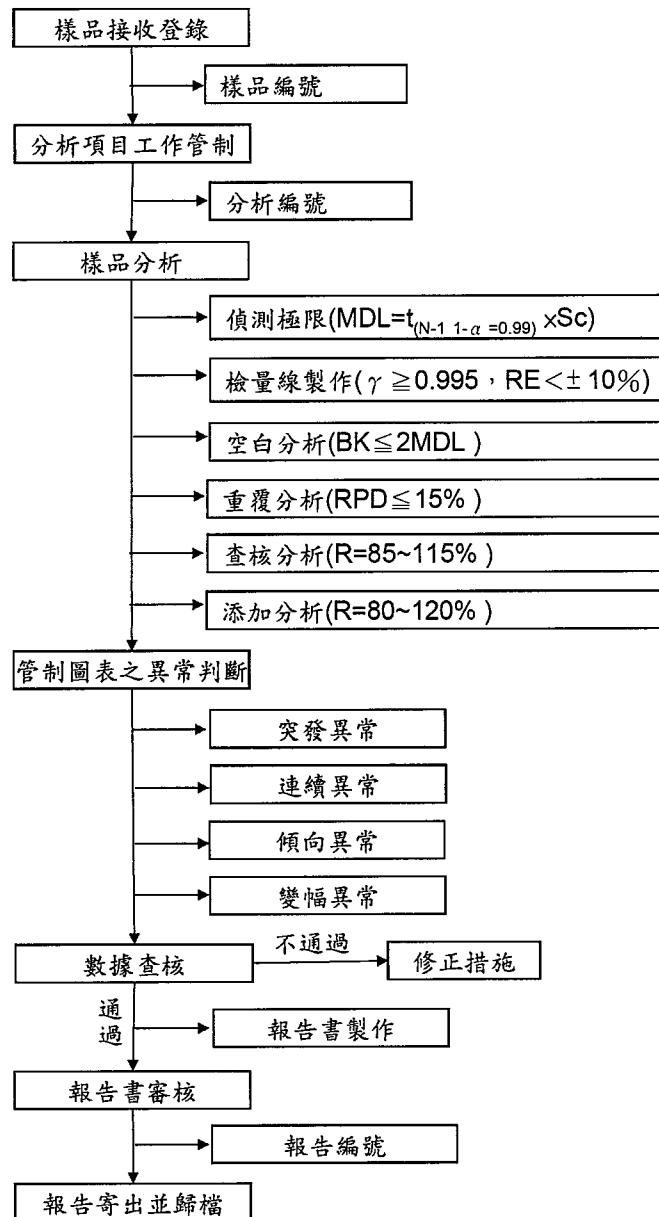 樣品接收登錄
樣品編號
分析項目工作管制
分析編號
樣品分析
偵測極限(MDL=t(N-1 1-α=0.99) ×Sc)
檢量線製作(γ≧0.995，RE<±10%)
空白分析(BK≦2MDL)
重覆分析(RPD≦15%)
查核分析(R=85~115%)
添加分析(R=80~120%)
管制圖表之異常判斷
突發異常
連續異常
傾向異常
變幅異常
不通過
數據查核
修正措施
通過
報告書製作
報告書審核
報告編號
報告寄出並歸檔